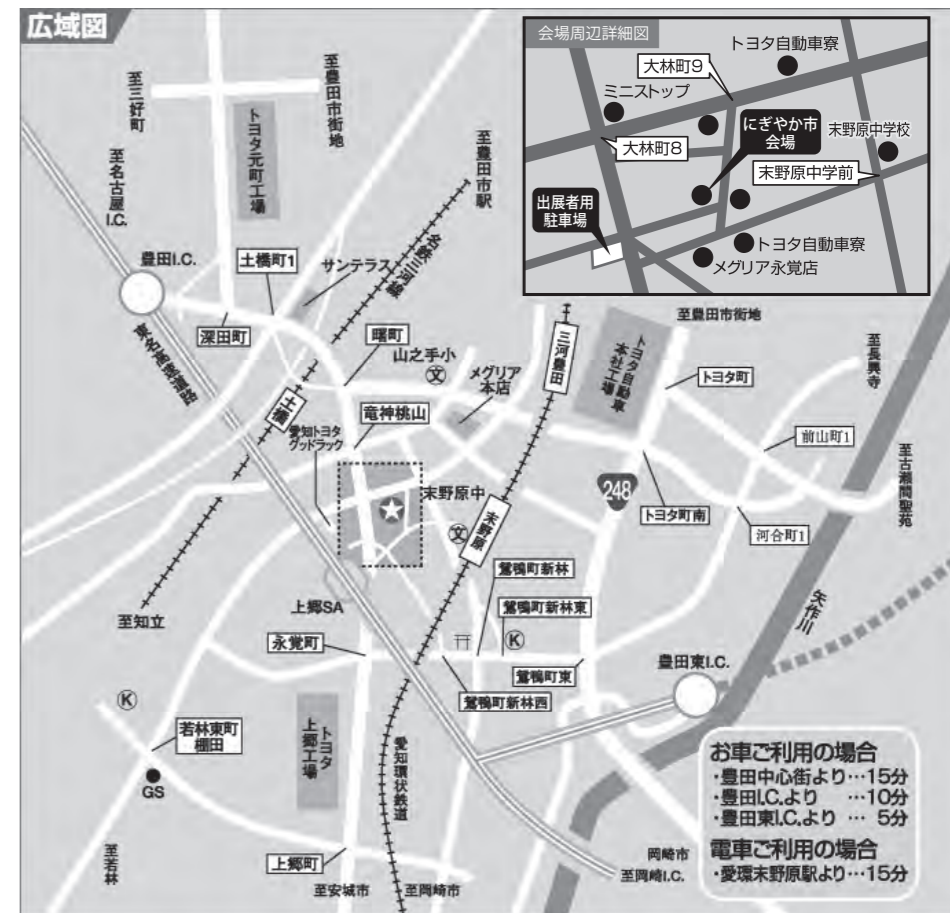 広域図
会場周辺詳細図
トヨタ自動車寮
大林町9
ミニストップ
にぎやか市
会場
末野原中学校
大林町8
末野原中学前
出展者用
駐車場
トヨタ自動車寮
メグリア永覚店
至三好町
至豊田市街地
トヨタ元町工場
至名古屋
I.C.
至豊田市駅
名鉄三河線
豊田I.C.
土橋町1
サンテラス
深田町
曙町
東名高速道路
山之手小
文
メグリア
本店
三河豊田
トヨタ自動車
本社工場
至豊田市街地
トヨタ町
至長興寺
土橋
愛知トヨタ
グッドラック
竜神桃山
前山町1
至古瀬間聖苑
末野原中
文
末野原
248
トヨタ町南
河合町1
至知立
上郷SA
鴛鴨町新林
鴛鴨町新林東
矢作川
永覚町
K
鴛鴨町東
豊田東I.C.
鴛鴨町新林西
K
若林東町
棚田
GS
トヨタ
上郷工場
愛知環状鉄道
至若林
上郷町
至安城市
至岡崎市
岡崎市
至岡崎I.C.
お車ご利用の場合
・豊田中心街より…15分
・豊田I.C.より …10分
・豊田東I.C.より … 5分
電車ご利用の場合
・愛環末野原駅より…15分